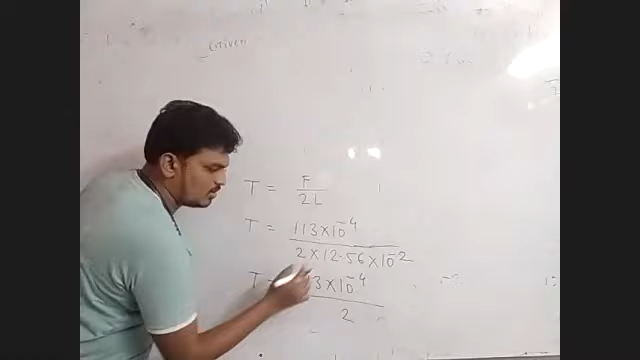 Given
T = F / 2L
T = 113×10⁻⁴ / 2×12.56×10⁻²
T = 3×10⁻⁴ / 2